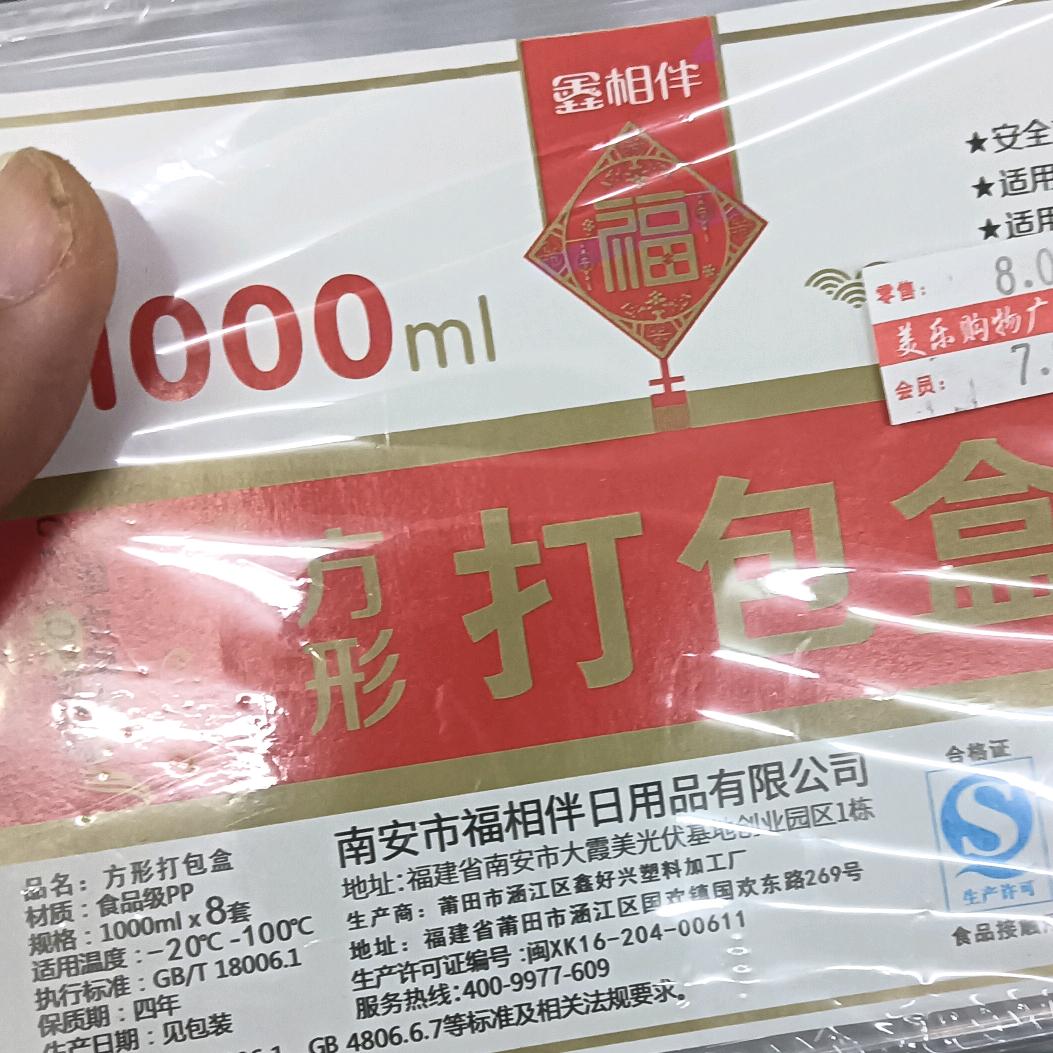 鑫相伴
福
★安全
★适用
★适用
1000ml
零售: 8.0
美乐购物广
会员: 7.
方形
打包盒
合格证
生产许可
食品接触
南安市福相伴日用品有限公司
地址:福建省南安市大霞美光伏基地创业园区1栋
生产商: 莆田市涵江区鑫好兴塑料加工厂
地址: 福建省莆田市涵江区国欢镇国欢东路269号
生产许可证编号:闽XK16-204-00611
服务热线:400-9977-609
品名: 方形打包盒
材质: 食品级PP
规格: 1000ml x 8套
适用温度: -20℃ -100℃
执行标准: GB/T 18006.1
保质期: 四年
生产日期: 见包装
GB 4806.6.7等标准及相关法规要求。